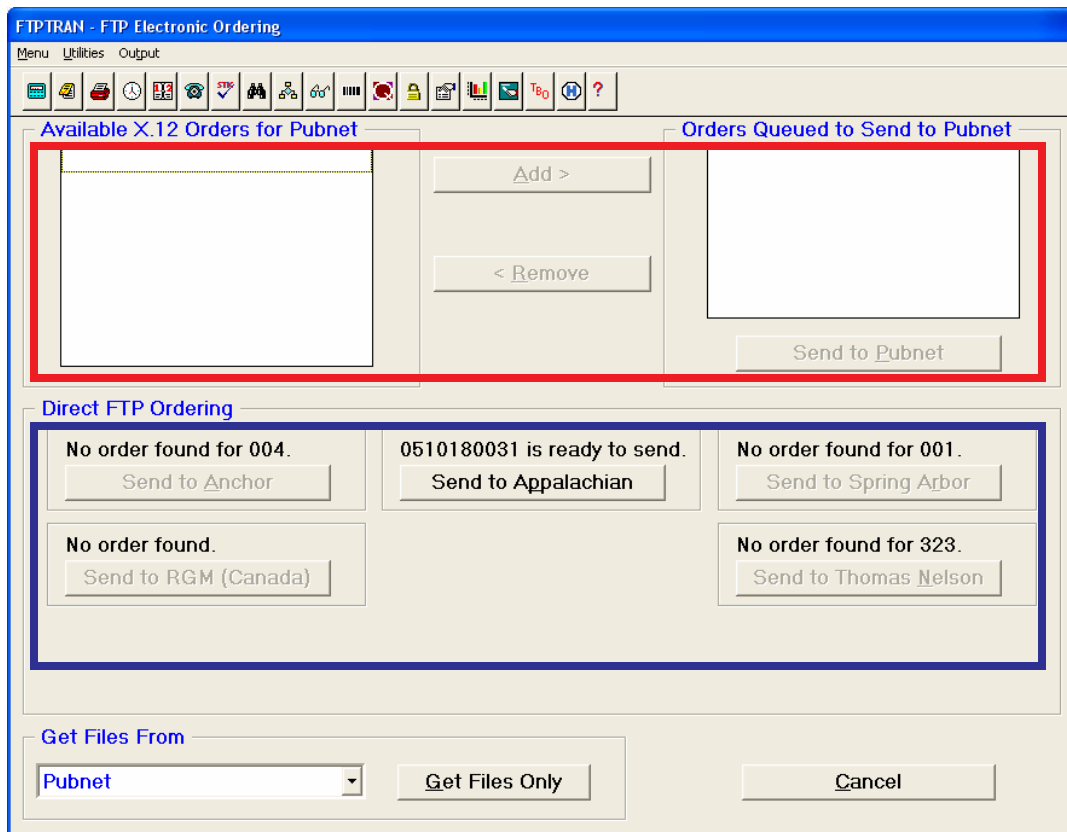 FTPTRAN - FTP Electronic Ordering
Menu Utilities Output
STIG TBO H ?
Available X.12 Orders for Pubnet
Orders Queued to Send to Pubnet
Add >
< Remove
Send to Pubnet
Direct FTP Ordering
No order found for 004.
Send to Anchor
0510180031 is ready to send.
Send to Appalachian
No order found for 001.
Send to Spring Arbor
No order found.
Send to RGM (Canada)
No order found for 323.
Send to Thomas Nelson
Get Files From
Pubnet
Get Files Only
Cancel